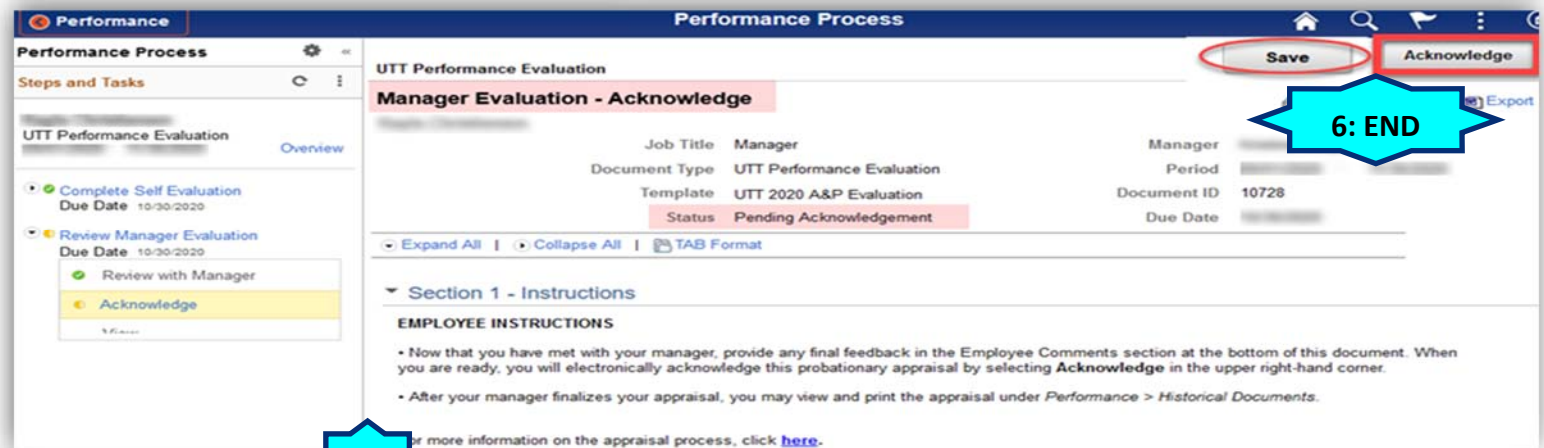 Performance
Performance Process
Performance Process
Save
Acknowledge
Steps and Tasks
UTT Performance Evaluation
Manager Evaluation - Acknowledge
Export
6: END
UTT Performance Evaluation
Overview
Job Title Manager
Manager
Document Type UTT Performance Evaluation
Period
Template UTT 2020 A&P Evaluation
Document ID 10728
Status Pending Acknowledgement
Due Date
Complete Self Evaluation
Due Date 10/30/2020
Review Manager Evaluation
Due Date 10/30/2020
Review with Manager
Acknowledge
Expand All | Collapse All | TAB Format
Section 1 - Instructions
EMPLOYEE INSTRUCTIONS
• Now that you have met with your manager, provide any final feedback in the Employee Comments section at the bottom of this document. When
you are ready, you will electronically acknowledge this probationary appraisal by selecting Acknowledge in the upper right-hand corner.
• After your manager finalizes your appraisal, you may view and print the appraisal under Performance > Historical Documents.
r more information on the appraisal process, click here.